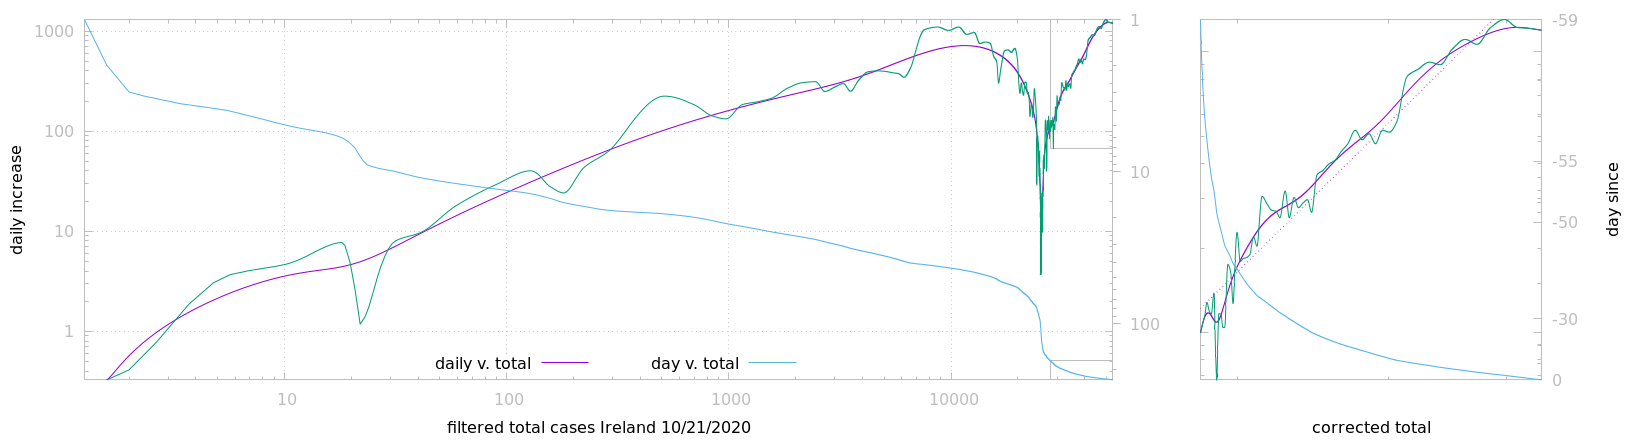 1000
100
10
1
daily increase
10
100
1000
10000
filtered total cases Ireland 10/21/2020
daily v. total
day v. total
1
10
100
-59
-55
-50
-30
0
day since
corrected total